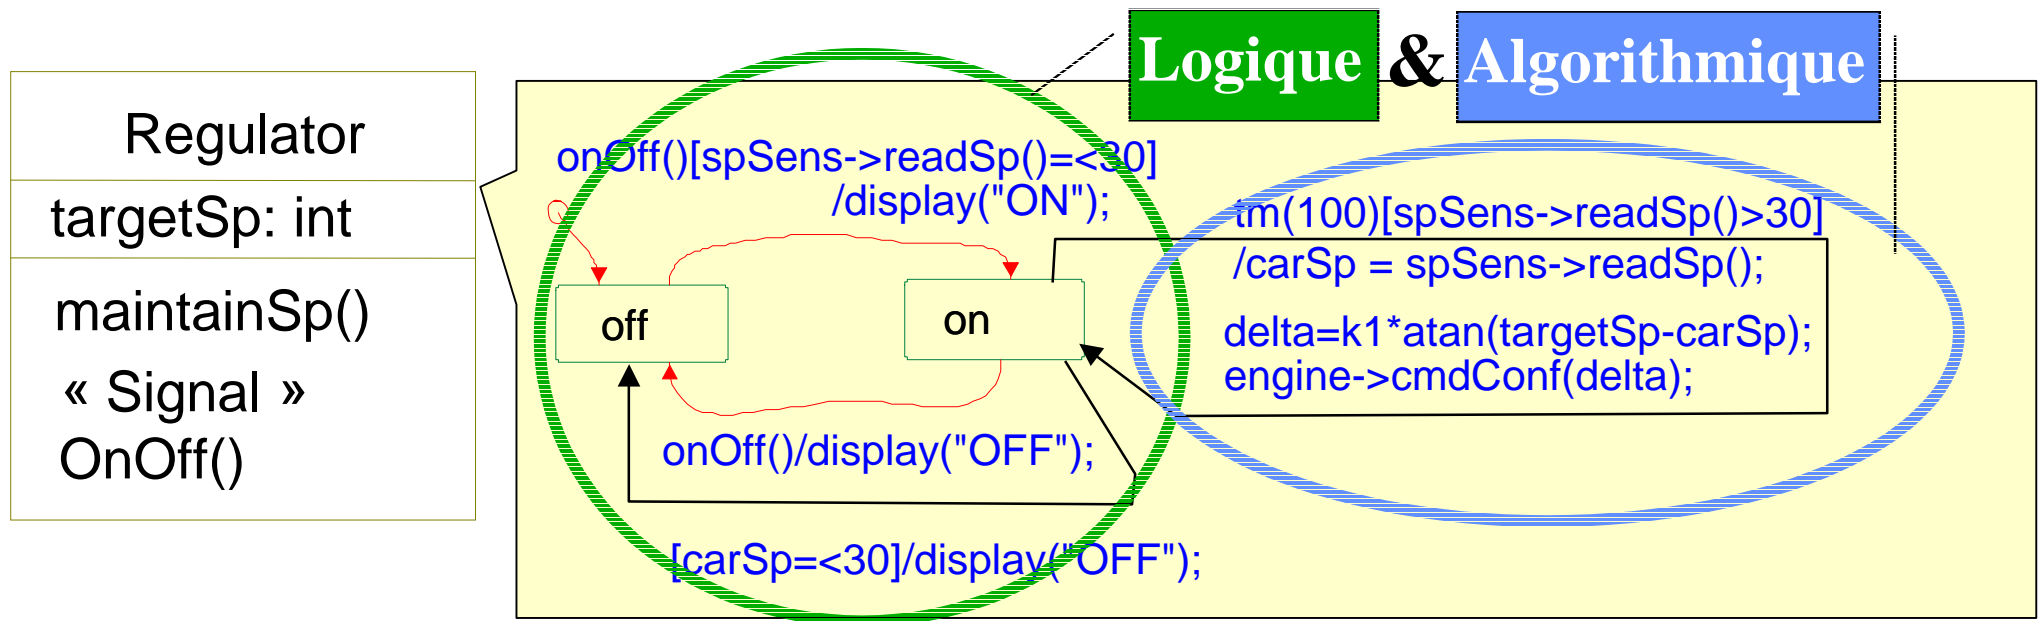 Logique & Algorithmique
Regulator
targetSp: int
maintainSp()
« Signal »
OnOff()
onOff()[spSens->readSp()=<30]
/display("ON");
off
on
onOff()/display("OFF");
[carSp=<30]/display("OFF");
tm(100)[spSens->readSp()>30]
/carSp = spSens->readSp();
delta=k1*atan(targetSp-carSp);
engine->cmdConf(delta);